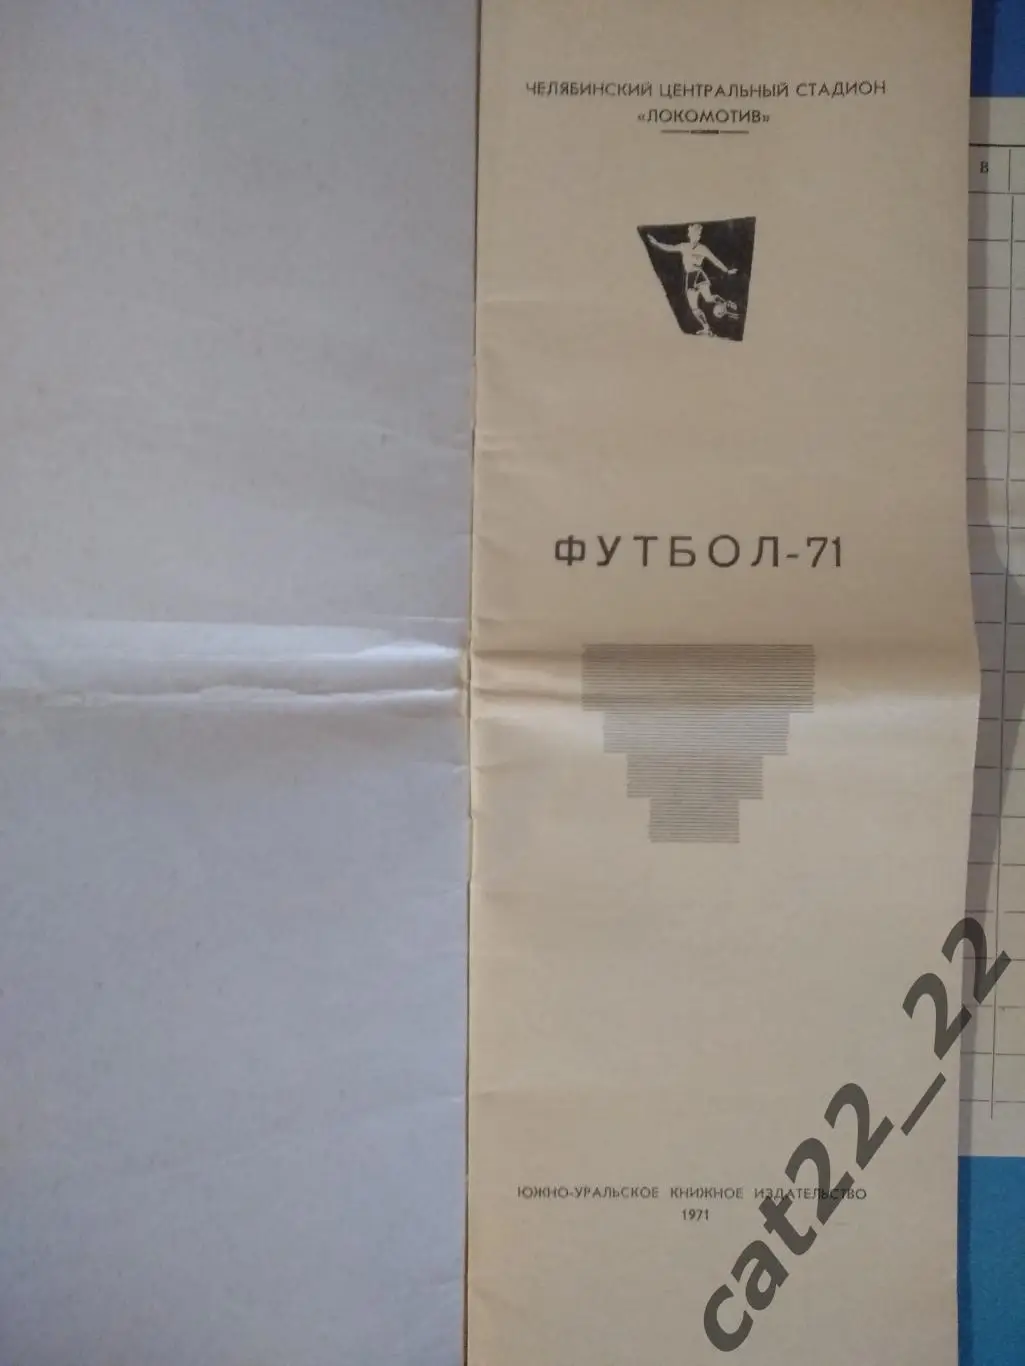 ЧЕЛЯБИНСКИЙ ЦЕНТРАЛЬНЫЙ СТАДИОН
«ЛОКОМОТИВ»
В
ФУТБОЛ-71
ЮЖНО-УРАЛЬСКОЕ КНИЖНОЕ ИЗДАТЕЛЬСТВО
1971
cat22_22